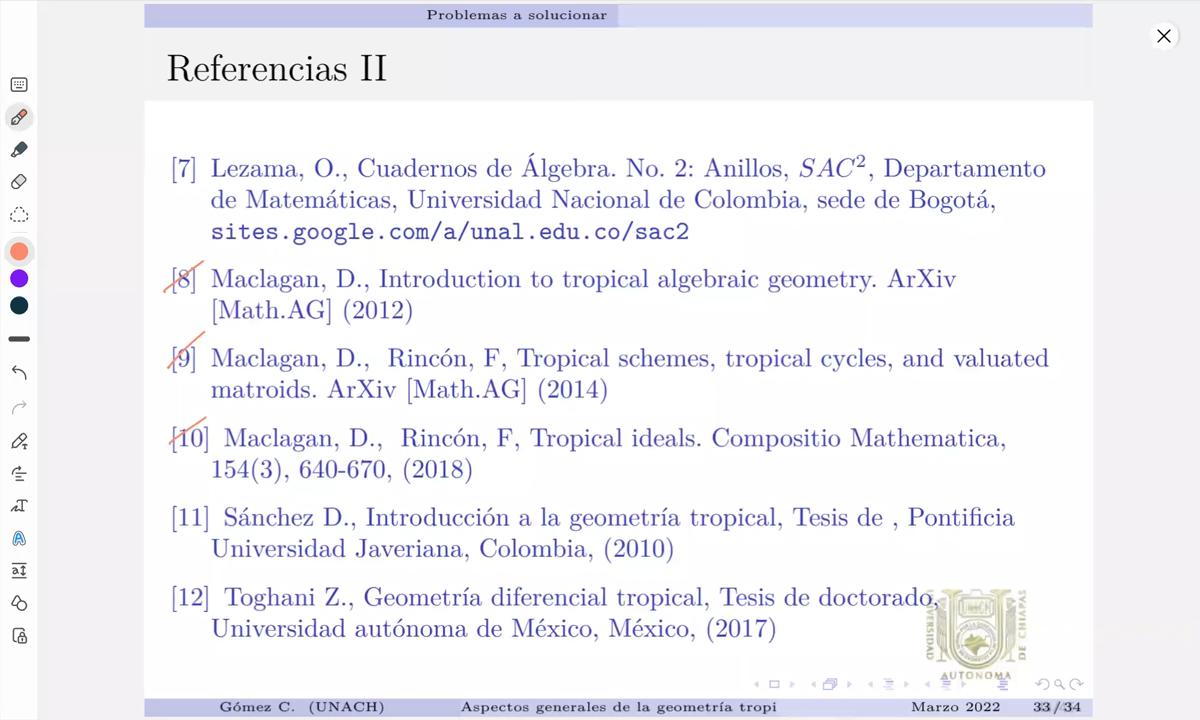 Problemas a solucionar
Referencias II
[7] Lezama, O., Cuadernos de Álgebra. No. 2: Anillos, SAC², Departamento
de Matemáticas, Universidad Nacional de Colombia, sede de Bogotá,
sites.google.com/a/unal.edu.co/sac2
[8] Maclagan, D., Introduction to tropical algebraic geometry. ArXiv
[Math.AG] (2012)
[9] Maclagan, D., Rincón, F, Tropical schemes, tropical cycles, and valuated
matroids. ArXiv [Math.AG] (2014)
[10] Maclagan, D., Rincón, F, Tropical ideals. Compositio Mathematica,
154(3), 640-670, (2018)
[11] Sánchez D., Introducción a la geometría tropical, Tesis de , Pontificia
Universidad Javeriana, Colombia, (2010)
[12] Toghani Z., Geometría diferencial tropical, Tesis de doctorado,
Universidad autónoma de México, México, (2017)
UNIVERSIDAD
AUTONOMA
DE CHIAPAS
Gómez C. (UNACH) Aspectos generales de la geometría tropi Marzo 2022 33/34